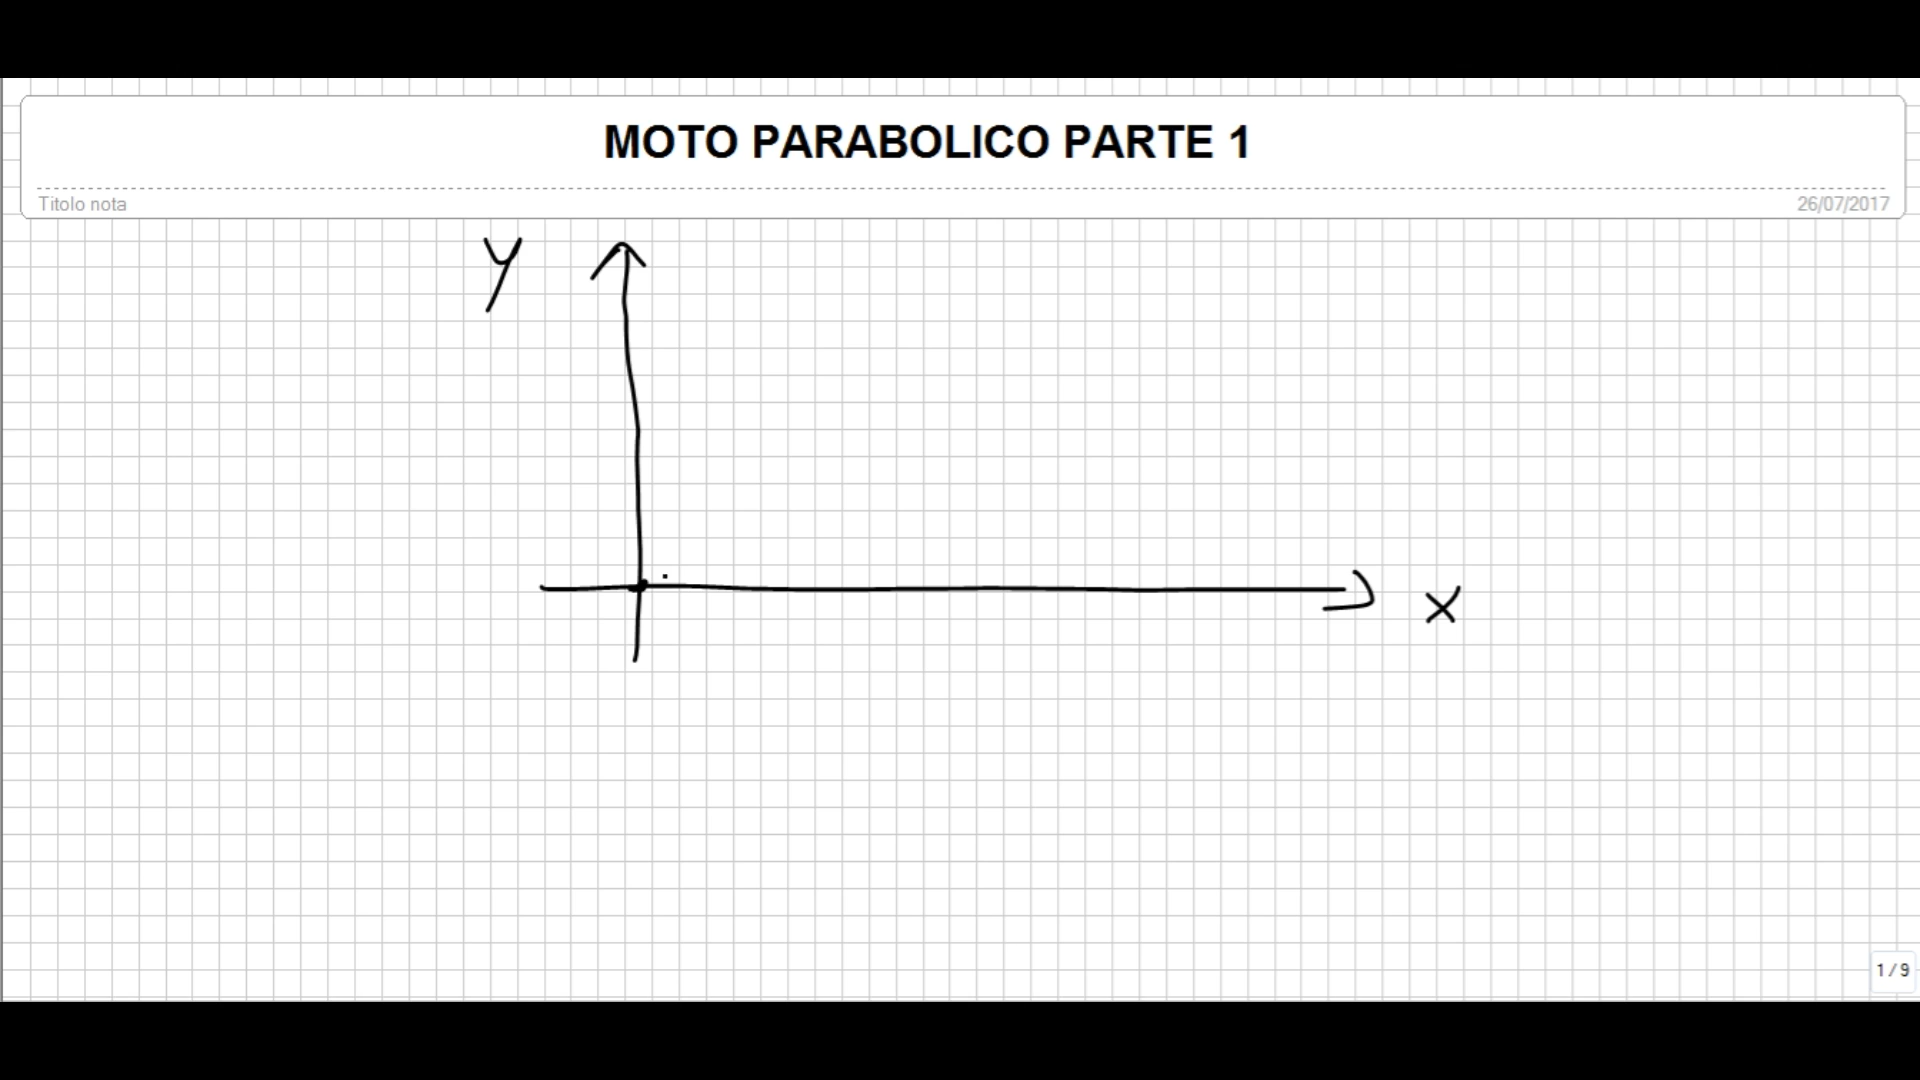 MOTO PARABOLICO PARTE 1
Titolo nota 26/07/2017
y
x
1 / 9